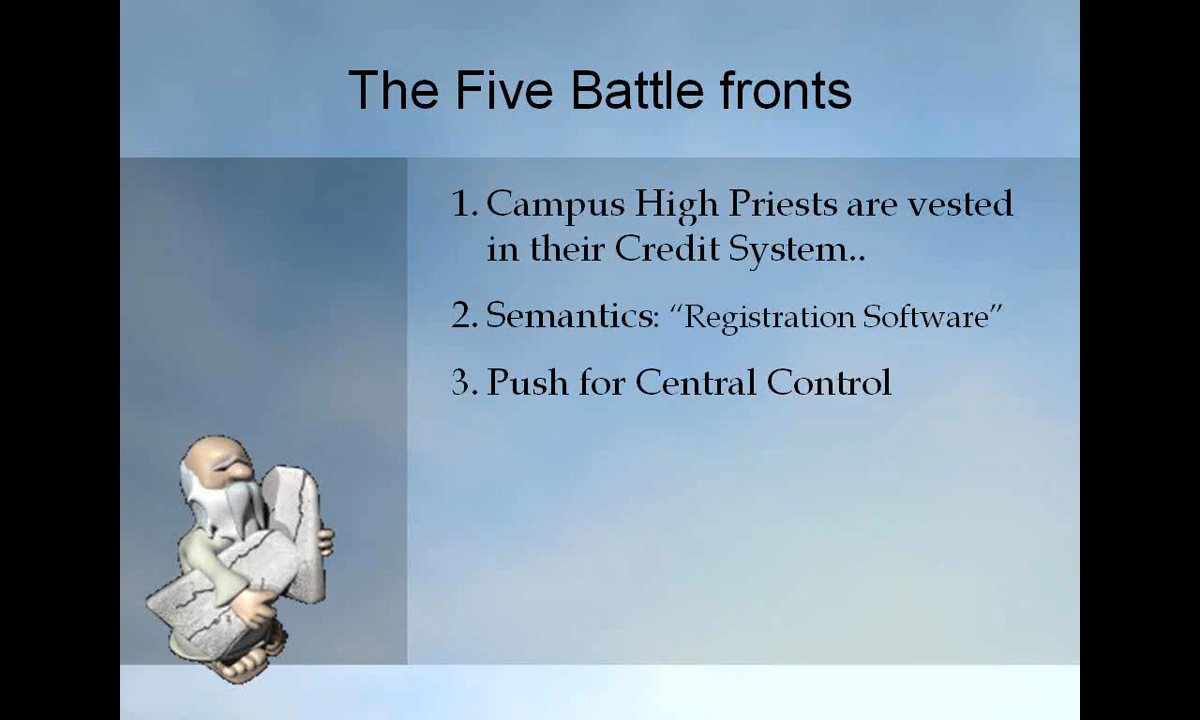 The Five Battle fronts
1. Campus High Priests are vested
in their Credit System..
2. Semantics: “Registration Software”
3. Push for Central Control